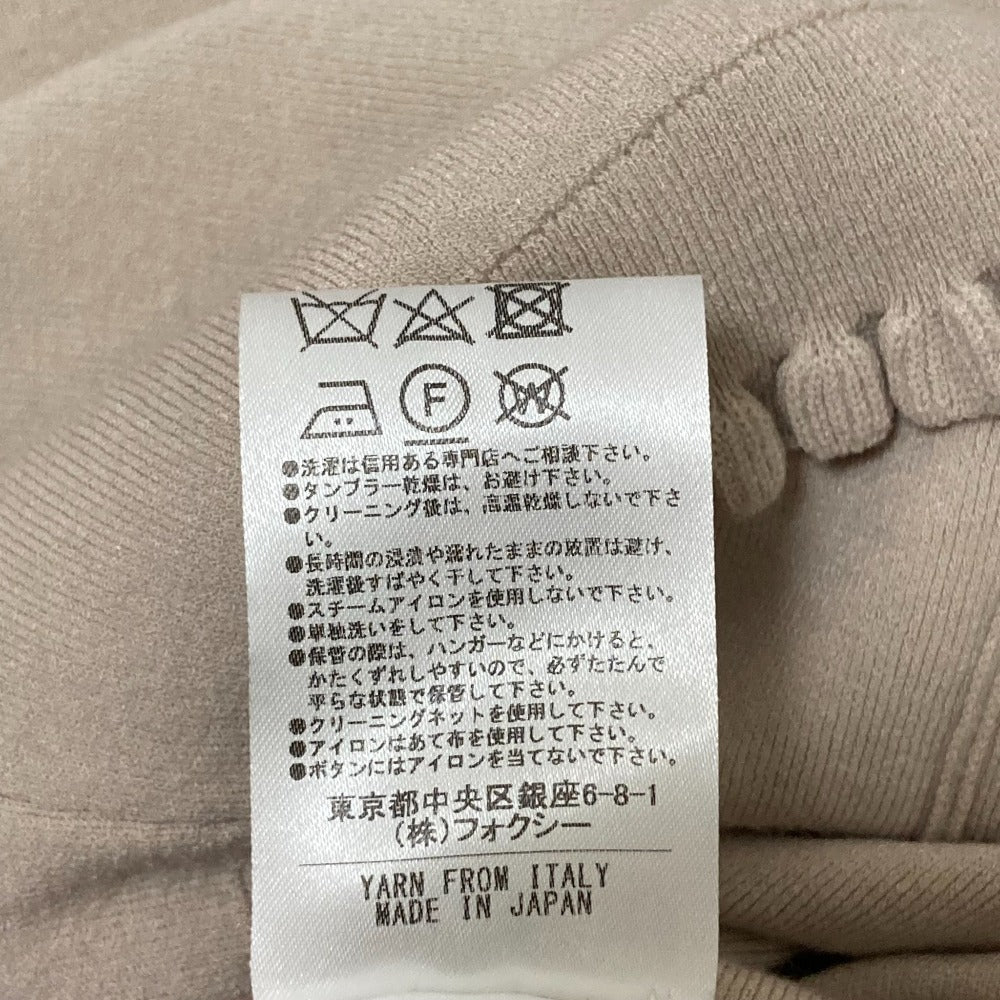 F W
●洗濯は信用ある専門店へご相談下さい。
●タンブラー乾燥は、お避け下さい。
●クリーニング後は、高温乾燥しないで下さ
い。
●長時間の浸漬や濡れたままの放置は避け、
洗濯後すばやく干して下さい。
●スチームアイロンを使用しないで下さい。
●単独洗いをして下さい。
●保管の際は、ハンガーなどにかけると、
かたくずれしやすいので、必ずたたんで
平らな状態で保管して下さい。
●クリーニングネットを使用して下さい。
●アイロンはあて布を使用して下さい。
●ボタンにはアイロンを当てないで下さい。
東京都中央区銀座6-8-1
(株)フォクシー
YARN FROM ITALY
MADE IN JAPAN